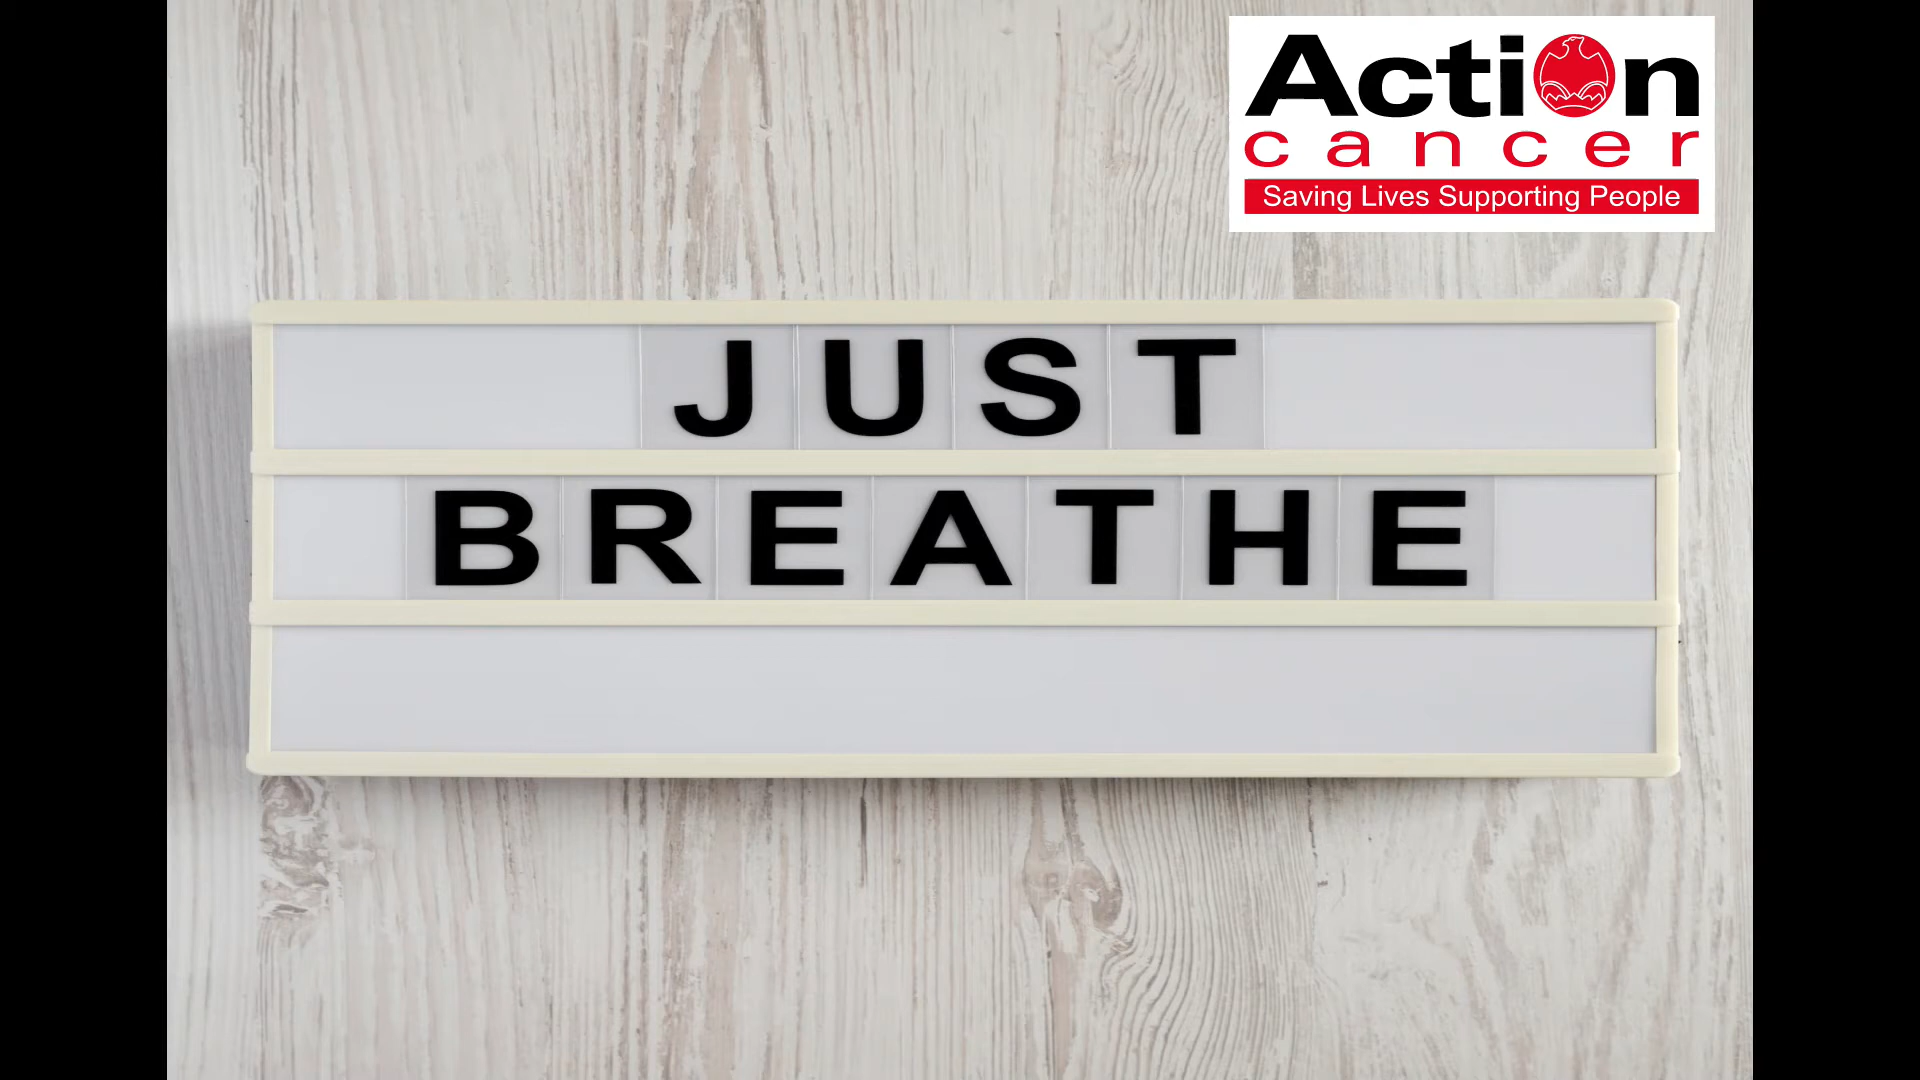 Action
cancer
Saving Lives Supporting People
JUST
BREATHE